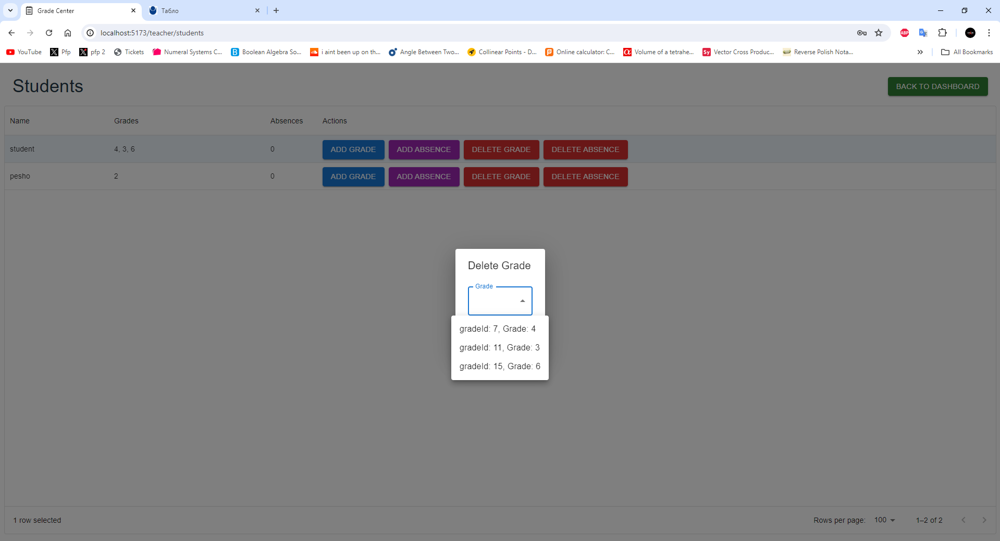 Grade Center
Табло
localhost:5173/teacher/students
ABP
YouTube
Pfp
pfp 2
Tickets
Numeral Systems C...
Boolean Algebra So...
i aint been up on th...
Angle Between Two...
Collinear Points - D...
Online calculator: C...
Volume of a tetrahe...
Sy
Vector Cross Produc...
Reverse Polish Nota...
All Bookmarks
Students
BACK TO DASHBOARD
Name Grades Absences Actions
student 4, 3, 6 0 ADD GRADE ADD ABSENCE DELETE GRADE DELETE ABSENCE
pesho 2 0 ADD GRADE ADD ABSENCE DELETE GRADE DELETE ABSENCE
Delete Grade
Grade
gradeId: 7, Grade: 4
gradeId: 11, Grade: 3
gradeId: 15, Grade: 6
1 row selected
Rows per page: 100 1–2 of 2